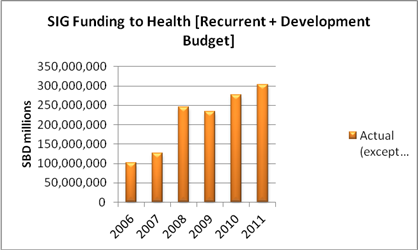 SIG Funding to Health [Recurrent + Development
Budget]
350,000,000
300,000,000
250,000,000
200,000,000
150,000,000
100,000,000
50,000,000
0
SBD millions
2006
2007
2008
2009
2010
2011
Actual
(except...